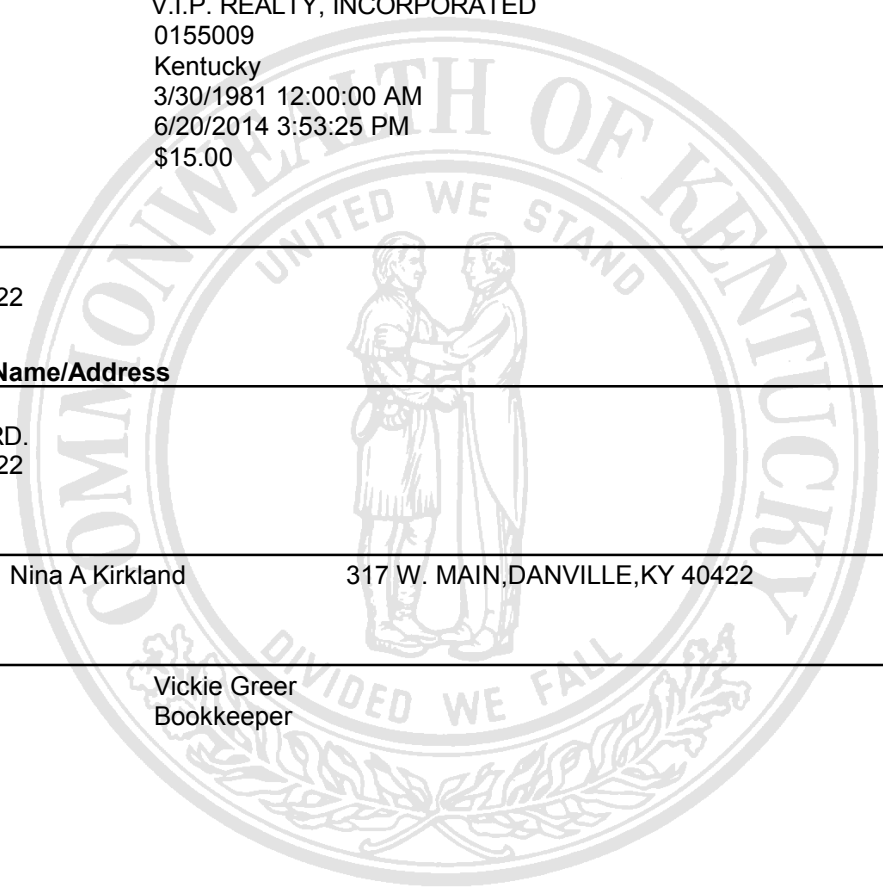 V.I.P. REALTY, INCORPORATED
0155009
Kentucky
3/30/1981 12:00:00 AM
6/20/2014 3:53:25 PM
$15.00
22
Name/Address
RD.
22
Nina A Kirkland 317 W. MAIN,DANVILLE,KY 40422
Vickie Greer
Bookkeeper
COMMONWEALTH OF KENTUCKY
UNITED WE STAND
DIVIDED WE FALL